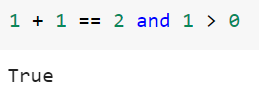 1 + 1 == 2 and 1 > 0
True